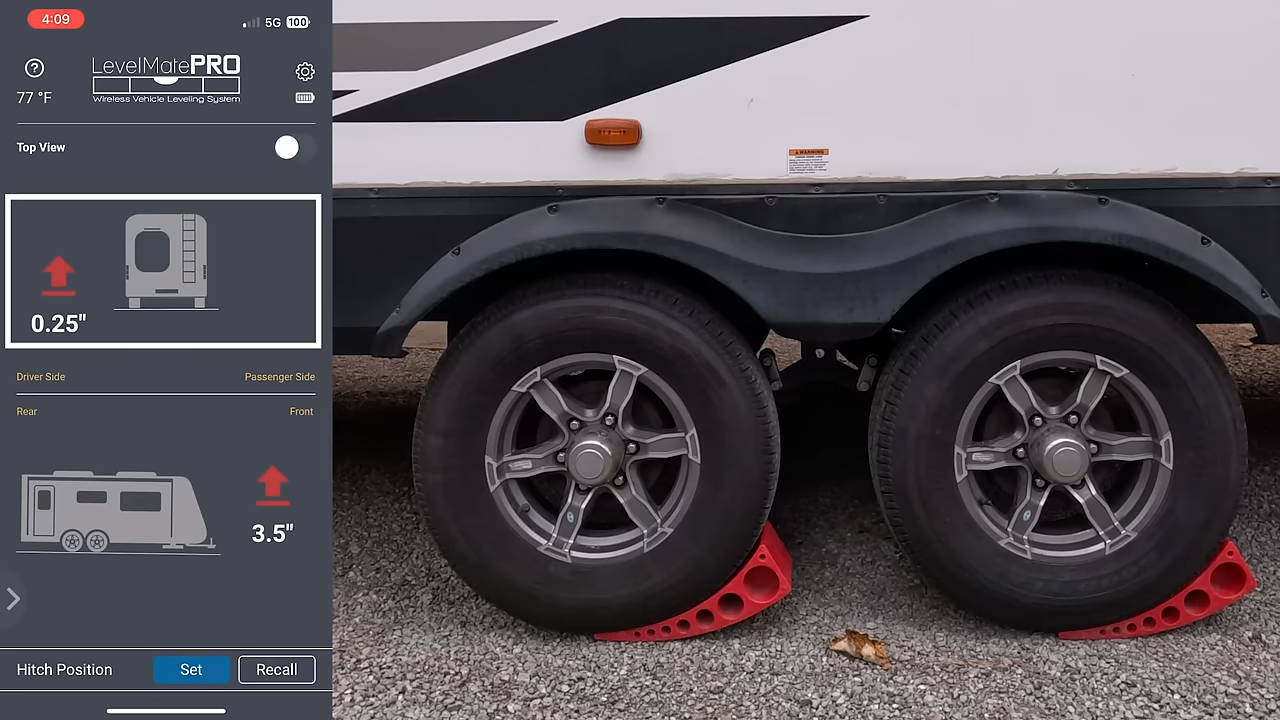 4:09
5G 100
LevelMatePRO
Wireless Vehicle Leveling System
77 °F
Top View
0.25"
Driver Side Passenger Side
Rear Front
3.5"
Hitch Position Set Recall
WARNING